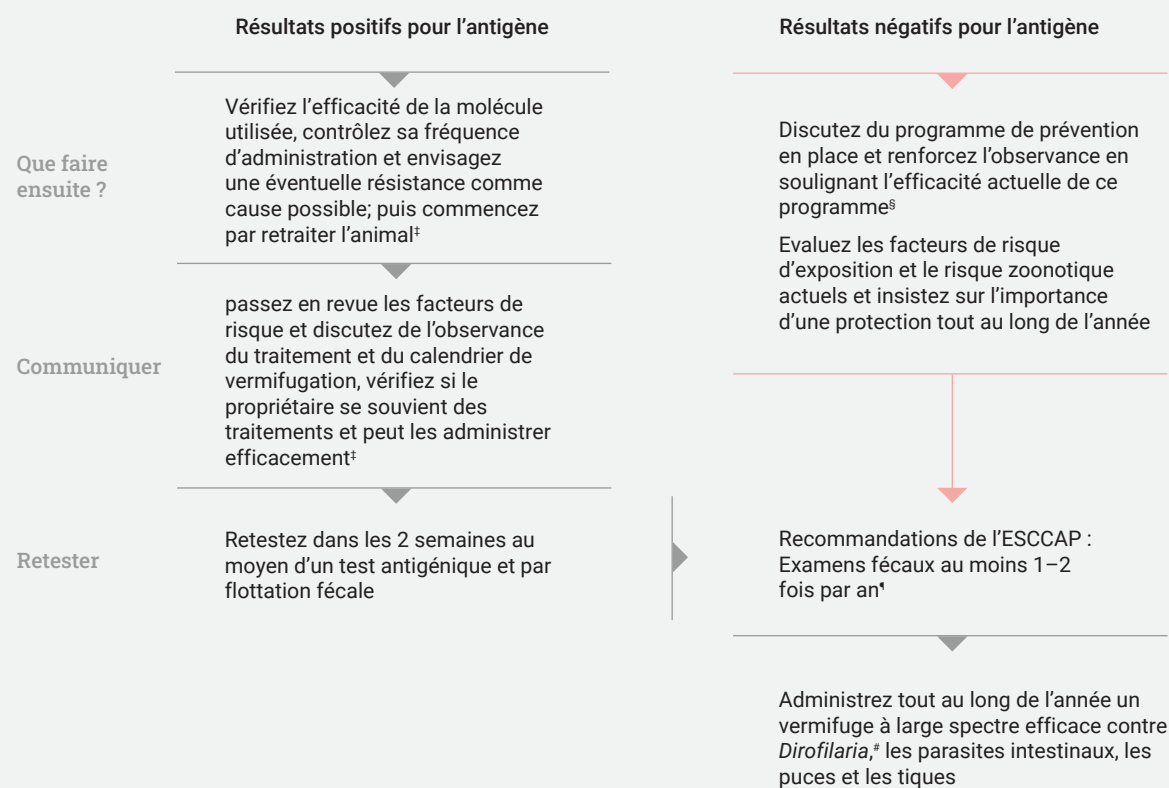 Résultats positifs pour l'antigène
Résultats négatifs pour l'antigène
Que faire
ensuite ?
Vérifiez l'efficacité de la molécule
utilisée, contrôlez sa fréquence
d'administration et envisagez
une éventuelle résistance comme
cause possible; puis commencez
par retraiter l'animal‡
Discutez du programme de prévention
en place et renforcez l'observance en
soulignant l'efficacité actuelle de ce
programme§
Evaluez les facteurs de risque
d'exposition et le risque zoonotique
actuels et insistez sur l'importance
d'une protection tout au long de l'année
Communiquer
passez en revue les facteurs de
risque et discutez de l'observance
du traitement et du calendrier de
vermifugation, vérifiez si le
propriétaire se souvient des
traitements et peut les administrer
efficacement‡
Retester
Retestez dans les 2 semaines au
moyen d'un test antigénique et par
flottation fécale
Recommandations de l'ESCCAP :
Examens fécaux au moins 1–2
fois par an¶
Administrez tout au long de l'année un
vermifuge à large spectre efficace contre
Dirofilaria,# les parasites intestinaux, les
puces et les tiques